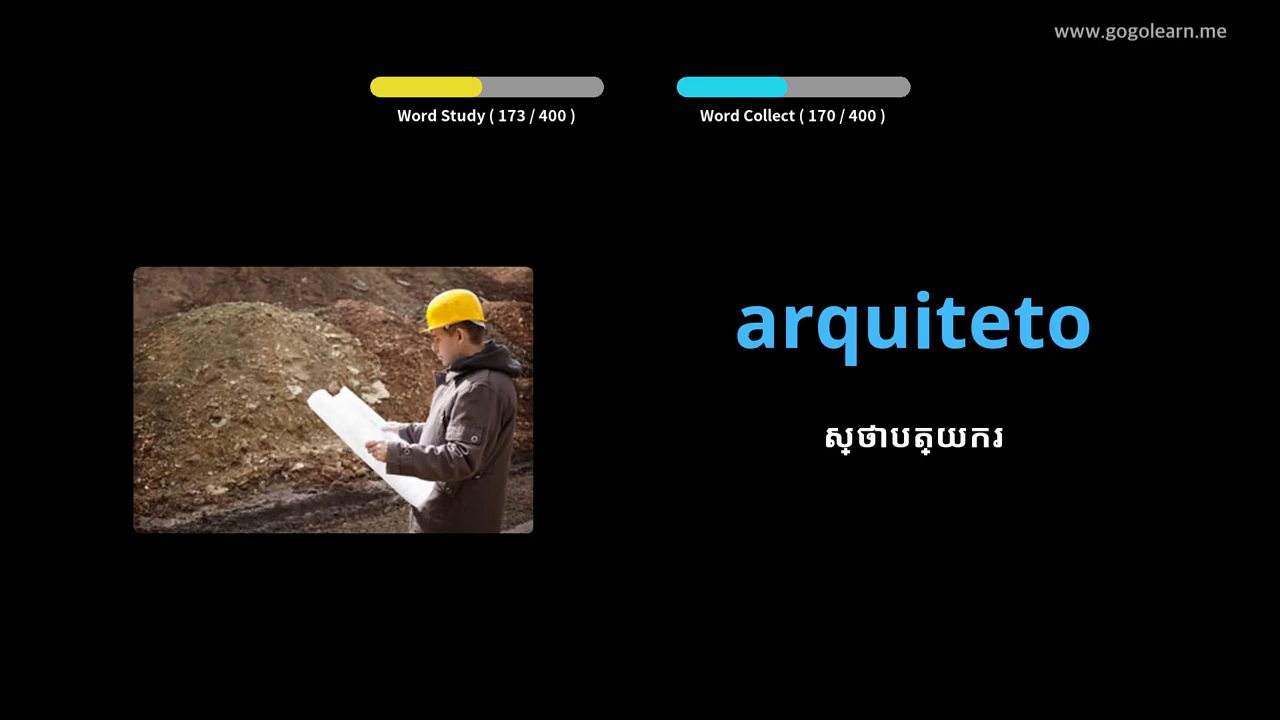 www.gogolearn.me
Word Study ( 173 / 400 )
Word Collect ( 170 / 400 )
arquiteto
ស្ថាបត្យករ